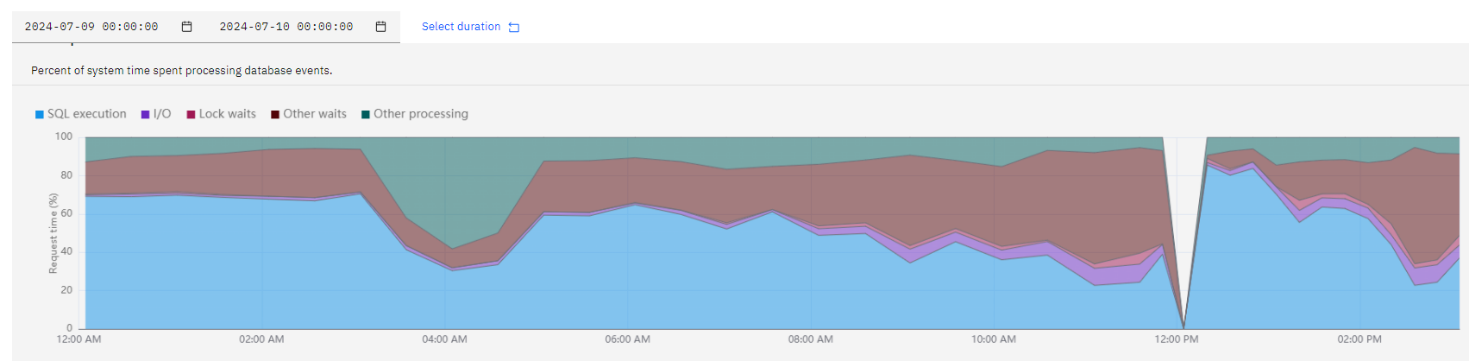 2024-07-09 00:00:00 2024-07-10 00:00:00 Select duration
Percent of system time spent processing database events.
SQL execution I/O Lock waits Other waits Other processing
Request time (%)
100
80
60
40
20
0
12:00 AM 02:00 AM 04:00 AM 06:00 AM 08:00 AM 10:00 AM 12:00 PM 02:00 PM